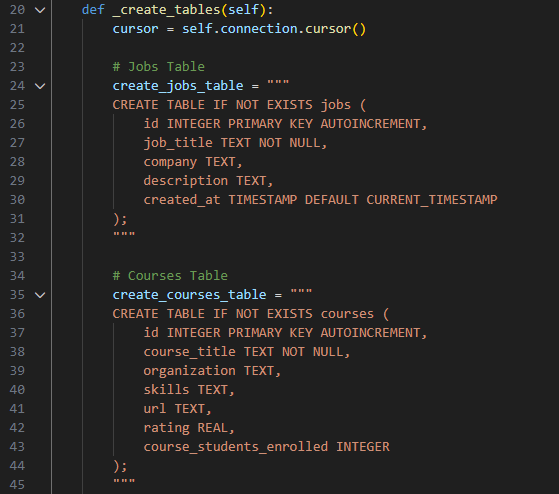 20 def _create_tables(self):
21 cursor = self.connection.cursor()
22
23 # Jobs Table
24 create_jobs_table = """
25 CREATE TABLE IF NOT EXISTS jobs (
26 id INTEGER PRIMARY KEY AUTOINCREMENT,
27 job_title TEXT NOT NULL,
28 company TEXT,
29 description TEXT,
30 created_at TIMESTAMP DEFAULT CURRENT_TIMESTAMP
31 );
32 """
33
34 # Courses Table
35 create_courses_table = """
36 CREATE TABLE IF NOT EXISTS courses (
37 id INTEGER PRIMARY KEY AUTOINCREMENT,
38 course_title TEXT NOT NULL,
39 organization TEXT,
40 skills TEXT,
41 url TEXT,
42 rating REAL,
43 course_students_enrolled INTEGER
44 );
45 """